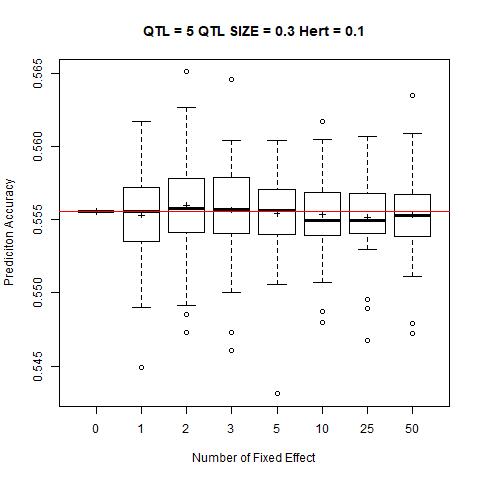 QTL = 5 QTL SIZE = 0.3 Hert = 0.1
Prediciton Accuracy
0.565
0.560
0.555
0.550
0.545
0 1 2 3 5 10 25 50
Number of Fixed Effect